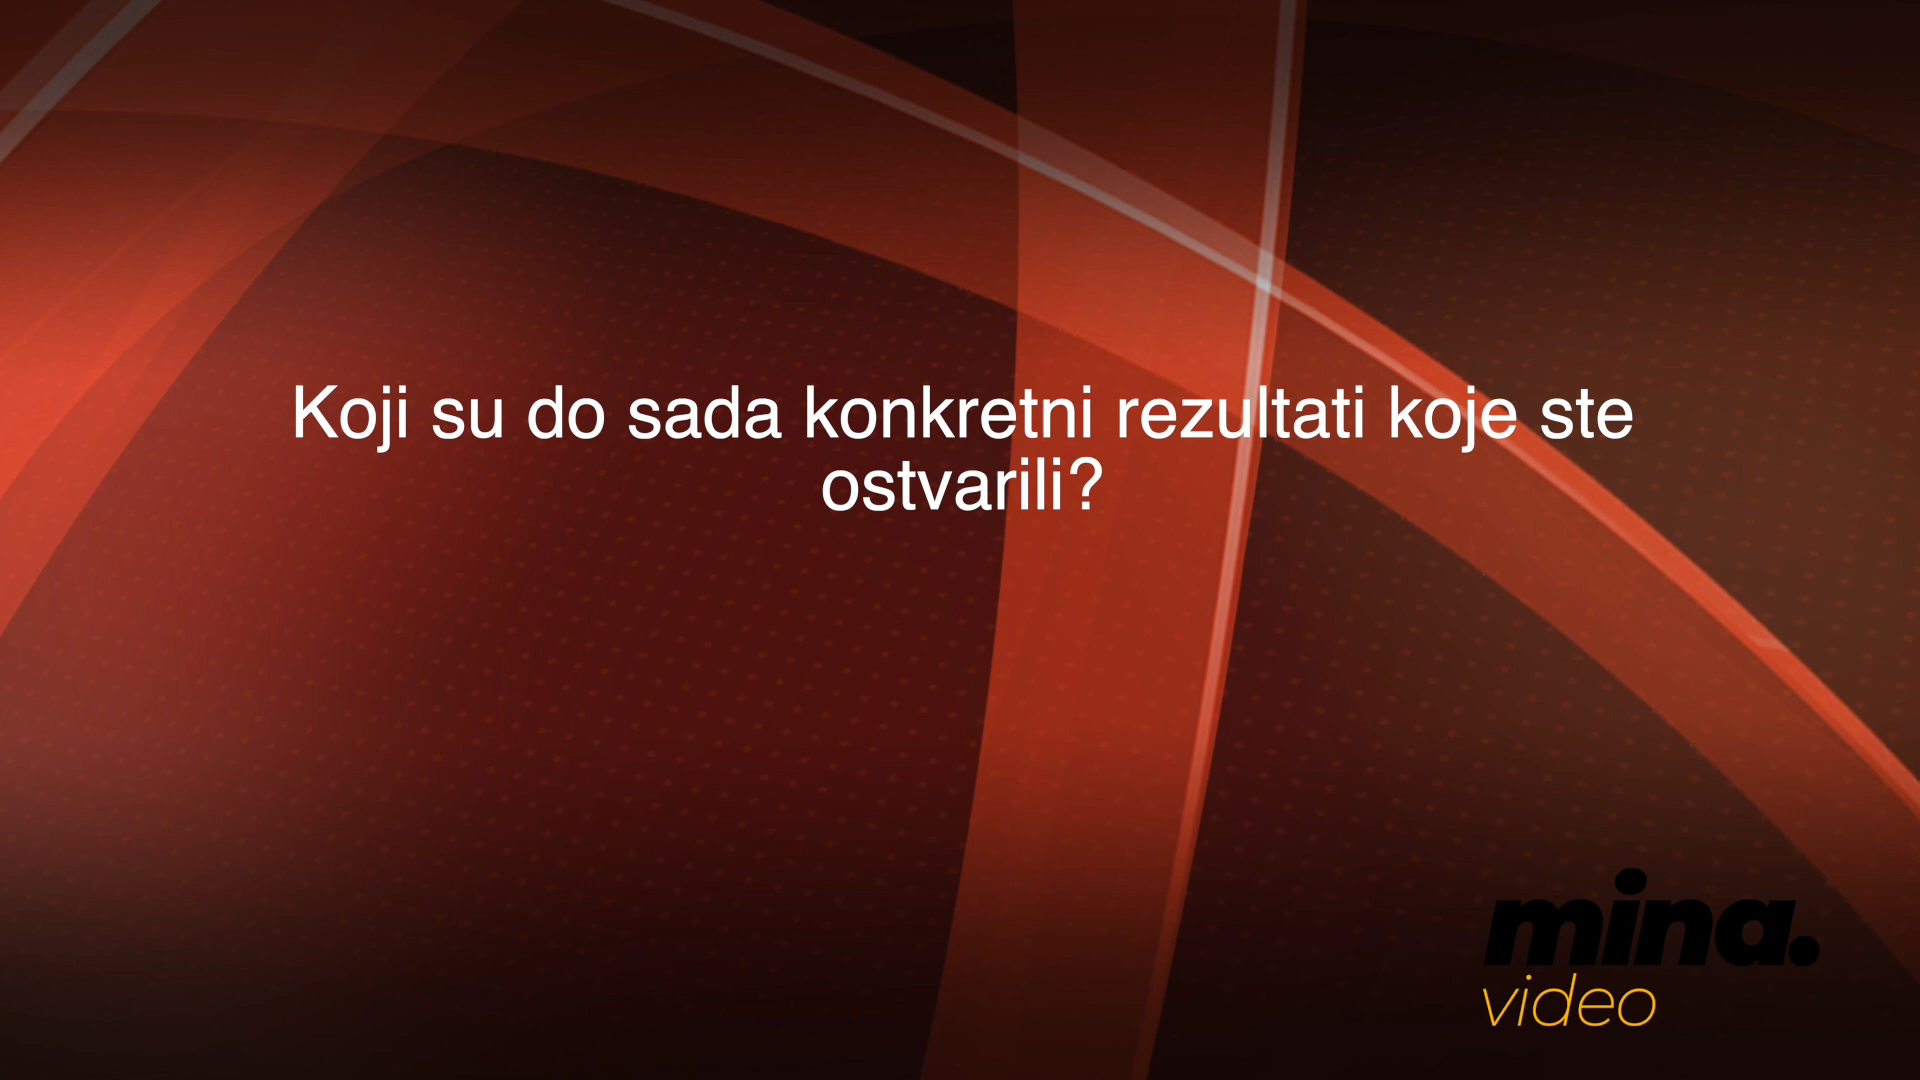 Koji su do sada konkretni rezultati koje ste
ostvarili?
mina.
video